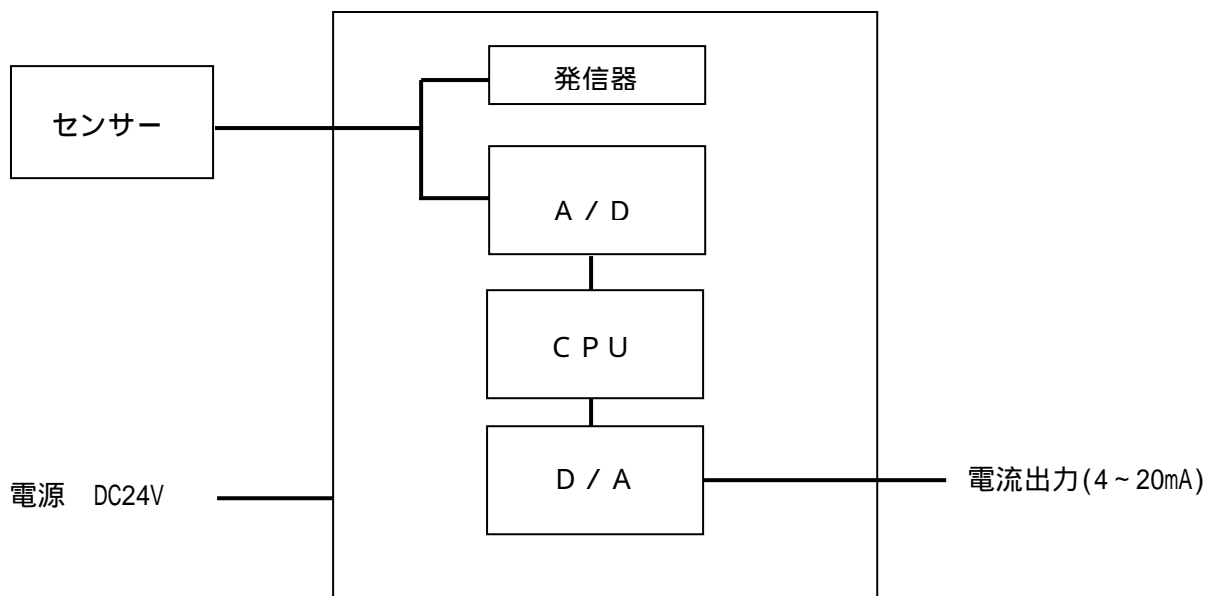 発信器
センサー
A / D
C P U
D / A
電源 DC24V
電流出力(4~20mA)